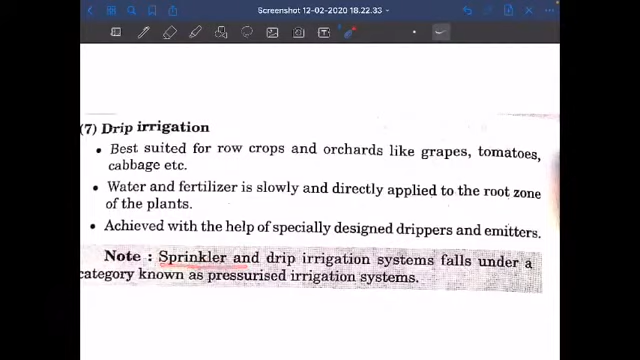 Screenshot 12-02-2020 18.22.33
(7) Drip irrigation
• Best suited for row crops and orchards like grapes, tomatoes,
cabbage etc.
• Water and fertilizer is slowly and directly applied to the root zone
of the plants.
• Achieved with the help of specially designed drippers and emitters.
Note : Sprinkler and drip irrigation systems falls under a
category known as pressurised irrigation systems.